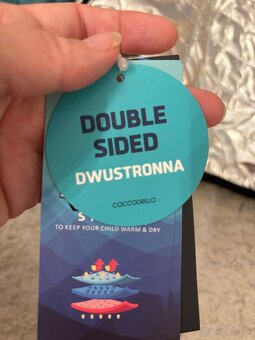 DOUBLE
SIDED
DWUSTRONNA
COCCODRILLO
TO KEEP YOUR CHILD WARM & DRY